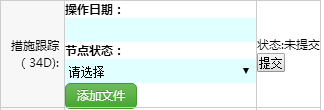 操作日期：
措施跟踪
( 34D):
节点状态：
请选择
添加文件
状态:未提交
提交